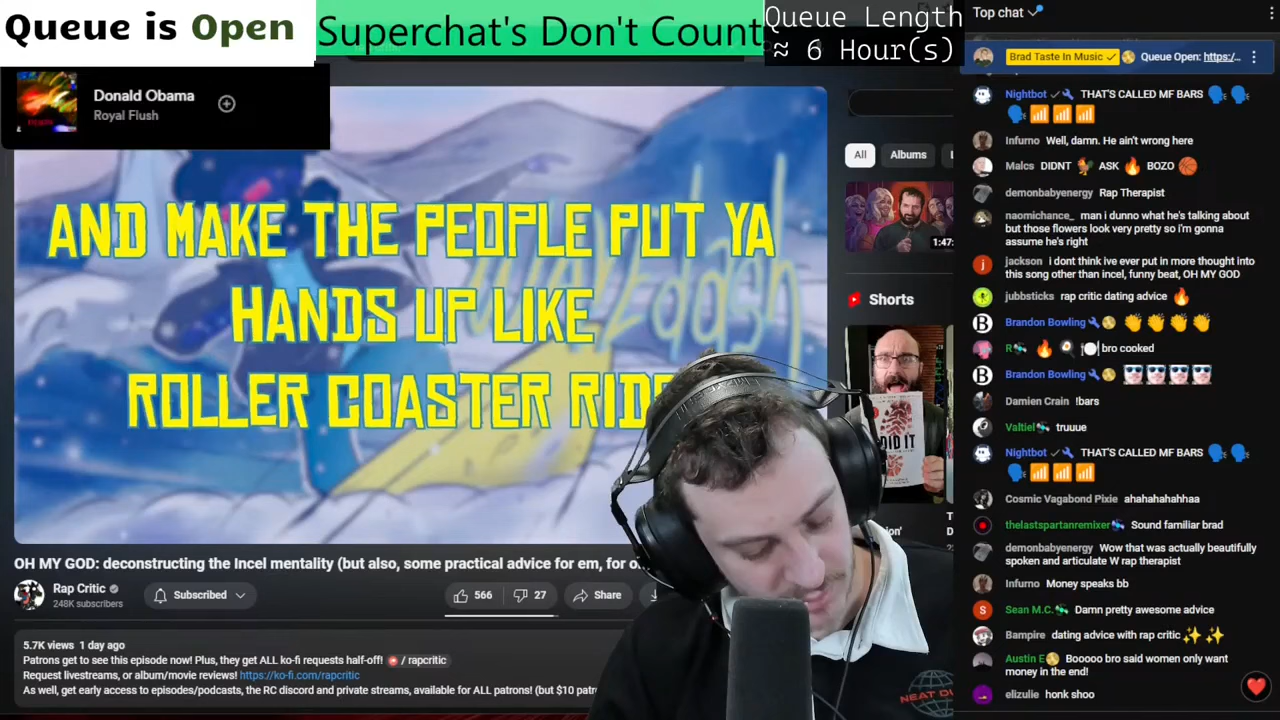 Queue is Open
Superchat's Don't Count
Queue Length
≈ 6 Hour(s)
Donald Obama
Royal Flush
AND MAKE THE PEOPLE PUT YA
HANDS UP LIKE
ROLLER COASTER
OH MY GOD: deconstructing the Incel mentality (but also, some practical advice for em, for
Rap Critic
248K subscribers
Subscribed
566
27
Share
5.7K views 1 day ago
Patrons get to see this episode now! Plus, they get ALL ko-fi requests half-off! / rapcritic
Request livestreams, or album/movie reviews! https://ko-fi.com/rapcritic
As well, get early access to episodes/podcasts, the RC discord and private streams, available for ALL patrons! (but $10
All
Albums
1:47
Shorts
DID IT
NEAT
Top chat
Brad Taste In Music Queue Open: https:/...
Nightbot THAT'S CALLED MF BARS 🗣️ 🗣️
🗣️ 📶 📶 📶
Infurno Well, damn. He ain't wrong here
Malcs DIDNT 🐓 ASK 🔥 BOZO 🏀
demonbabyenergy Rap Therapist
naomichance_ man i dunno what he's talking about
but those flowers look very pretty so i'm gonna
assume he's right
jackson i dont think ive ever put in more thought into
this song other than incel, funny beat, OH MY GOD
jubbsticks rap critic dating advice 🔥
Brandon Bowling 👏 👏 👏 👏
R 🔥 🍳 🍽️ bro cooked
Brandon Bowling
Damien Crain !bars
Valtiel truuue
Nightbot THAT'S CALLED MF BARS 🗣️ 🗣️
🗣️ 📶 📶 📶
Cosmic Vagabond Pixie ahahahahahhaa
thelastspartanremixer Sound familiar brad
demonbabyenergy Wow that was actually beautifully
spoken and articulate W rap therapist
Infurno Money speaks bb
Sean M.C. Damn pretty awesome advice
Bampire dating advice with rap critic ✨ ✨
Austin E Booooo bro said women only want
money in the end!
elizulie honk shoo